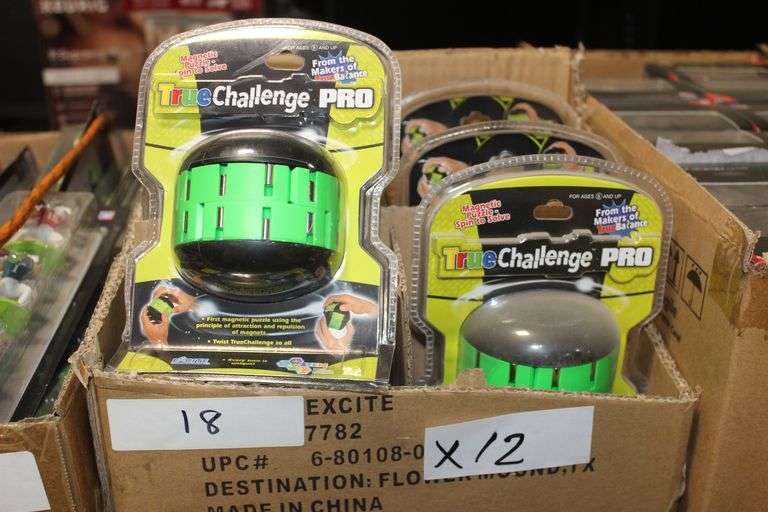 KEURIG
Magnetic
Puzzle -
Spin to Solve
FOR AGES 8 AND UP
From the
Makers of
TrueBalance
TrueChallenge PRO
• First magnetic puzzle using the
principle of attraction and repulsion
of magnets
• Twist TrueChallenge to all
Magnetic
Puzzle -
Spin to Solve
FOR AGES 8 AND UP
From the
Makers of
TrueBalance
TrueChallenge PRO
18
EXCITE
7782
X12
UPC# 6-80108-0
DESTINATION: FLOWER MOUND, TX
MADE IN CHINA